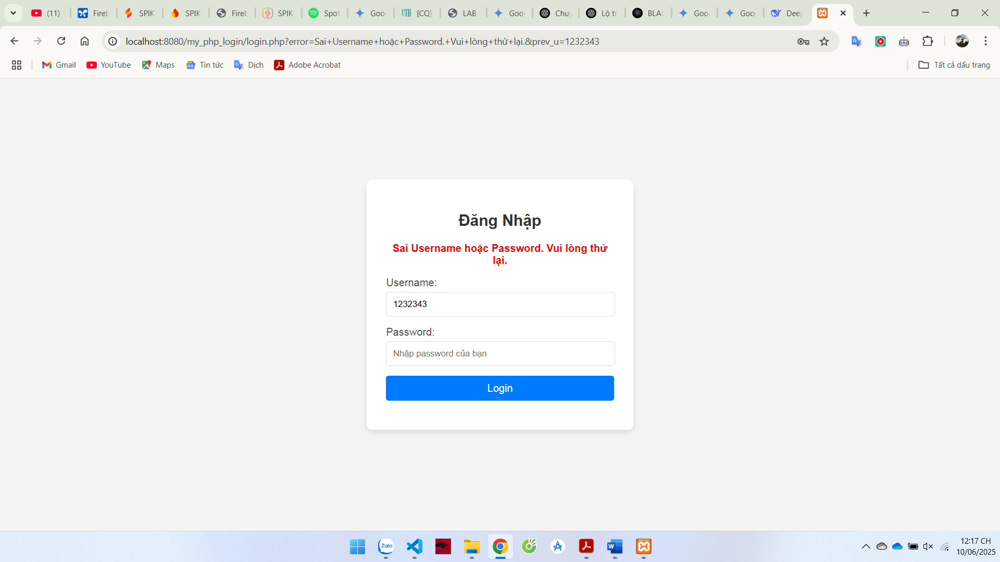 (11)
Fireb
SPIK
SPIK
Fireb
SPIK
Spot
Goo
[CQ]
LAB
Goo
Chuy
Lộ tr
BLAC
Goo
Goo
Deep
localhost:8080/my_php_login/login.php?error=Sai+Username+hoặc+Password.+Vui+lòng+thử+lại.&prev_u=1232343
Gmail
YouTube
Maps
Tin tức
Dịch
Adobe Acrobat
Tất cả dấu trang
Đăng Nhập
Sai Username hoặc Password. Vui lòng thử
lại.
Username:
1232343
Password:
Nhập password của bạn
Login
Zalo
12:17 CH
10/06/2025